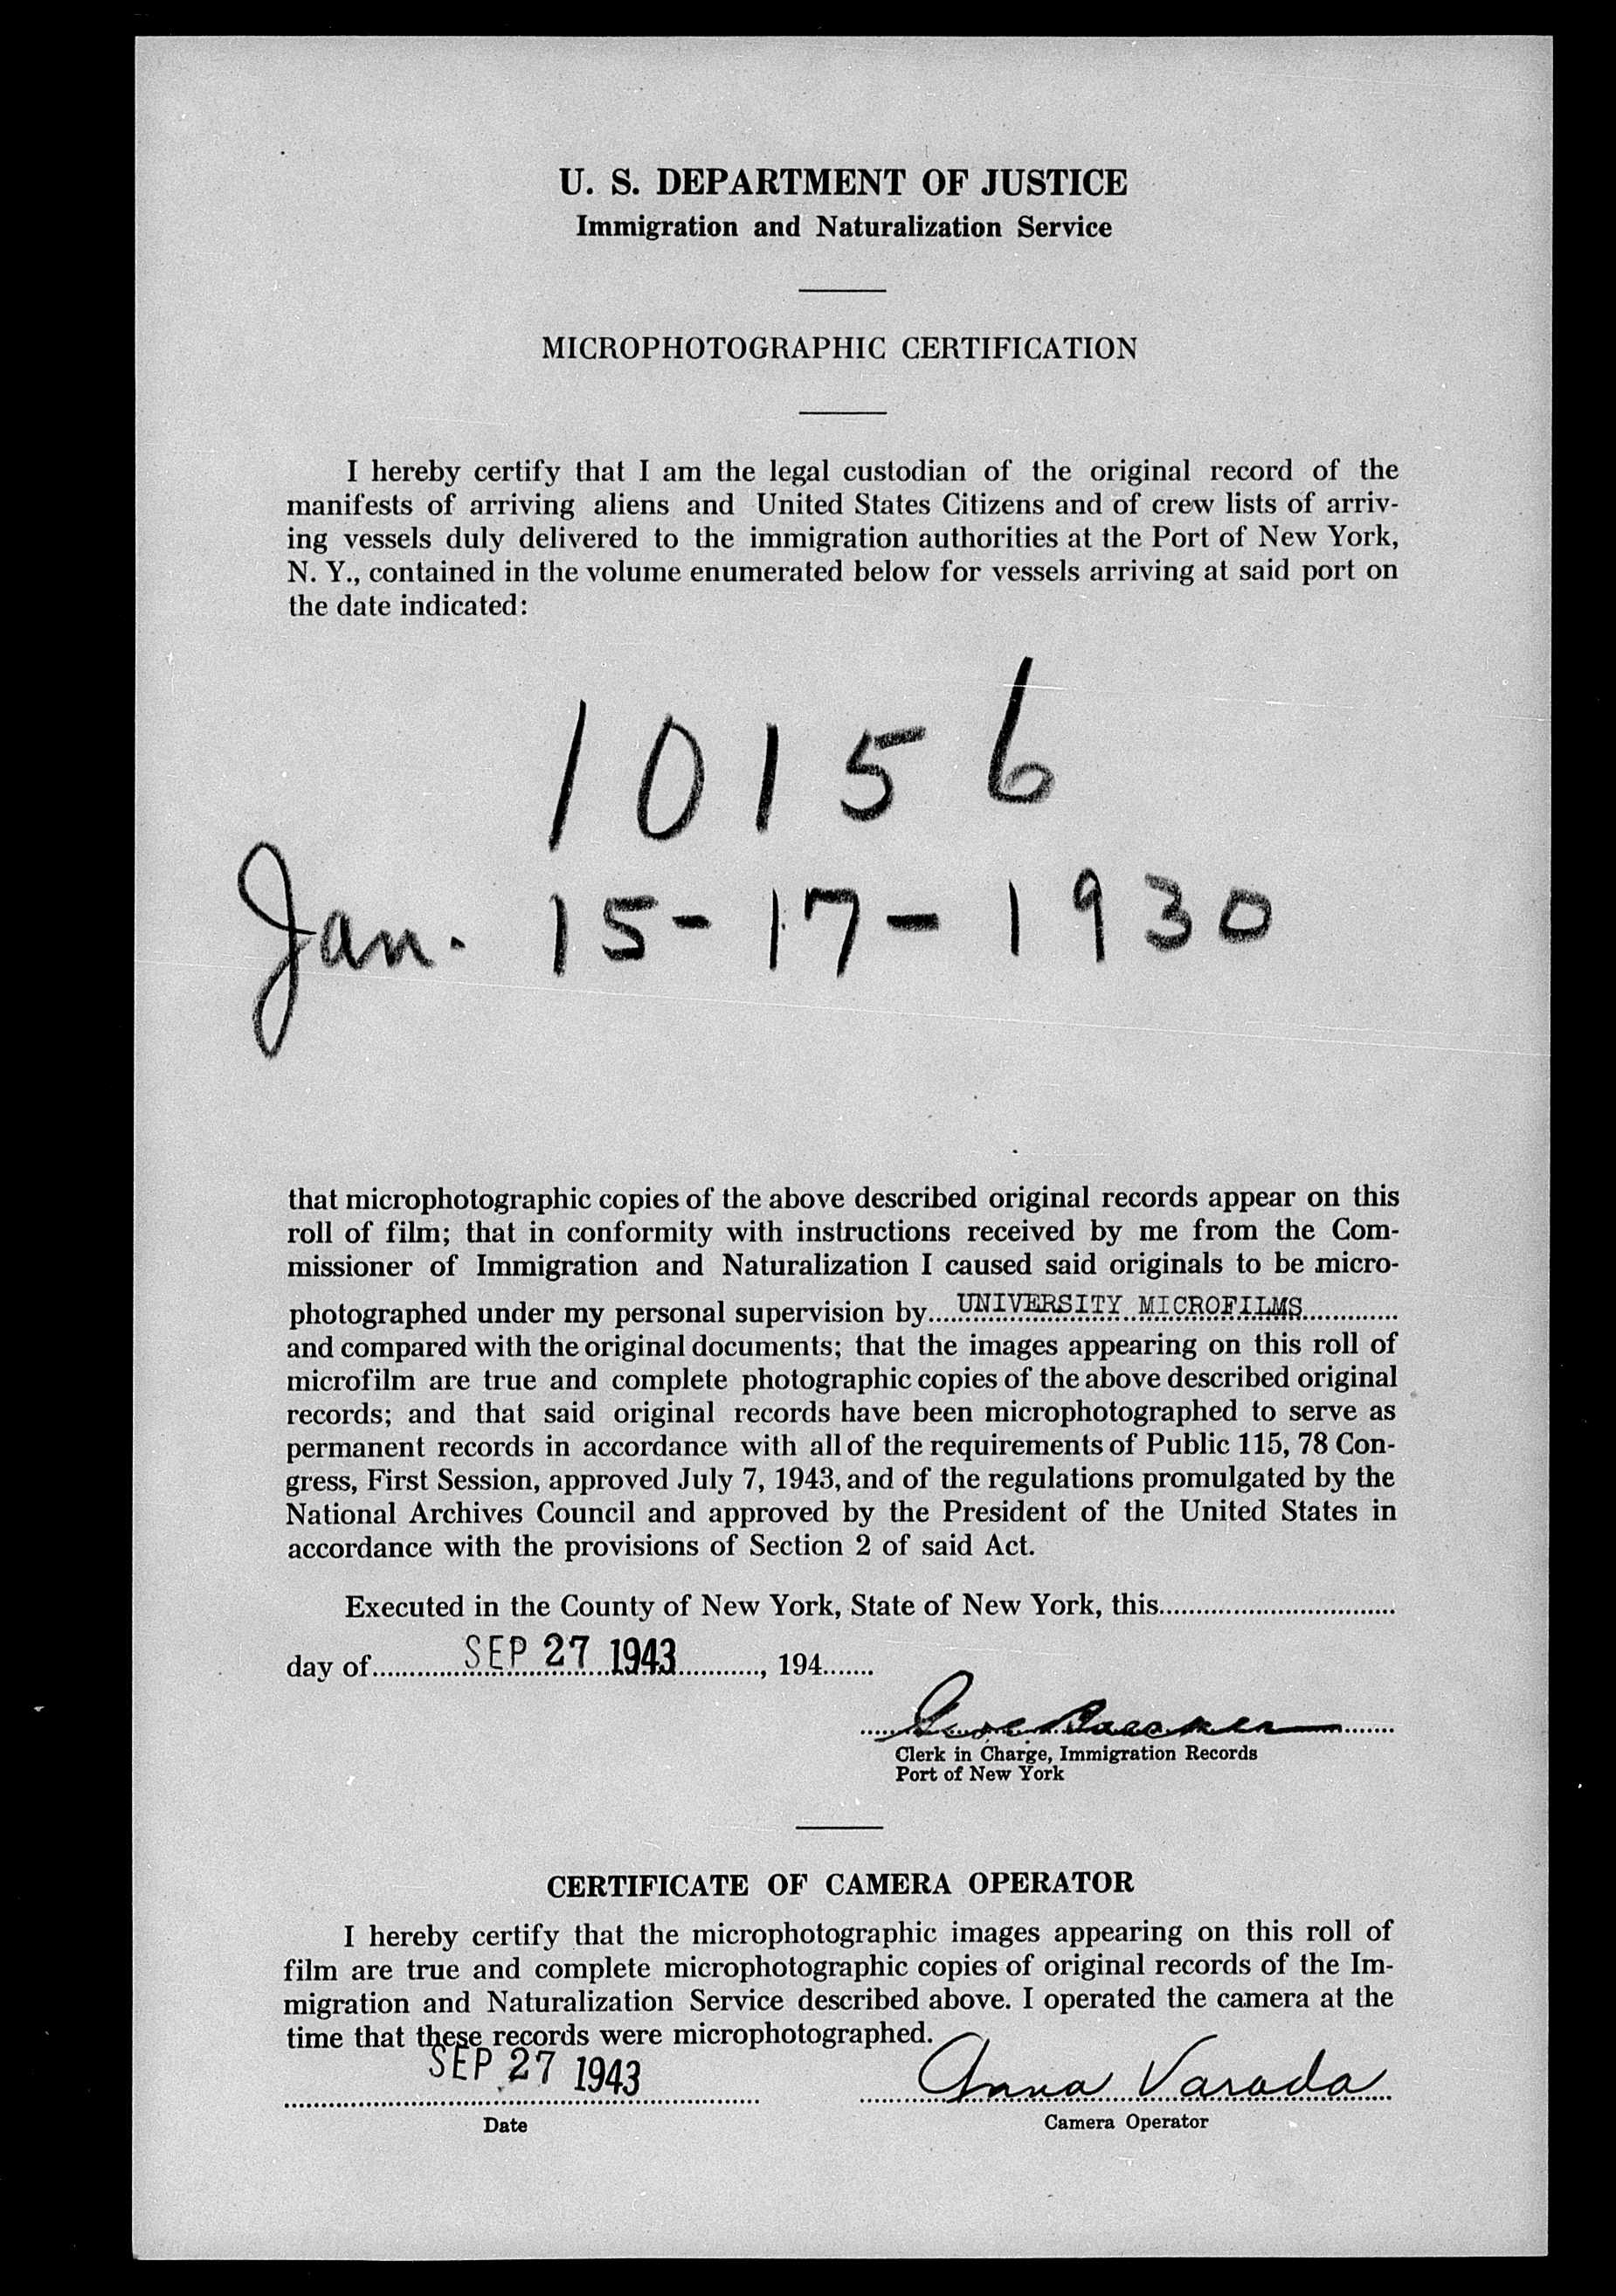 U. S. DEPARTMENT OF JUSTICE
Immigration and Naturalization Service
MICROPHOTOGRAPHIC CERTIFICATION
I hereby certify that I am the legal custodian of the original record of the
manifests of arriving aliens and United States Citizens and of crew lists of arriv-
ing vessels duly delivered to the immigration authorities at the Port of New York,
N. Y., contained in the volume enumerated below for vessels arriving at said port on
the date indicated:
10156
Jan. 15-17-1930
that microphotographic copies of the above described original records appear on this
roll of film; that in conformity with instructions received by me from the Com-
missioner of Immigration and Naturalization I caused said originals to be micro-
photographed under my personal supervision by UNIVERSITY MICROFILMS
and compared with the original documents; that the images appearing on this roll of
microfilm are true and complete photographic copies of the above described original
records; and that said original records have been microphotographed to serve as
permanent records in accordance with all of the requirements of Public 115, 78 Con-
gress, First Session, approved July 7, 1943, and of the regulations promulgated by the
National Archives Council and approved by the President of the United States in
accordance with the provisions of Section 2 of said Act.
Executed in the County of New York, State of New York, this
day of SEP 27 1943, 194
Clerk in Charge, Immigration Records
Port of New York
CERTIFICATE OF CAMERA OPERATOR
I hereby certify that the microphotographic images appearing on this roll of
film are true and complete microphotographic copies of original records of the Im-
migration and Naturalization Service described above. I operated the camera at the
time that these records were microphotographed.
SEP 27 1943 Anna Varada
Date Camera Operator